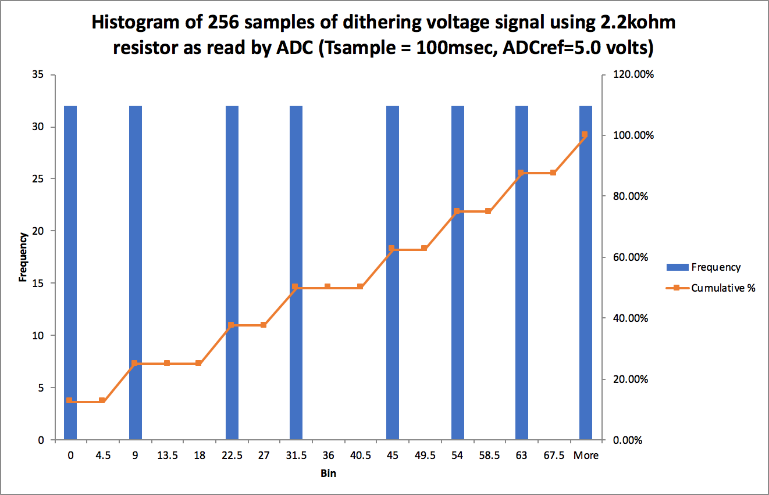 Histogram of 256 samples of dithering voltage signal using 2.2kohm
resistor as read by ADC (Tsample = 100msec, ADCref=5.0 volts)
35
30
25
20
15
10
5
0
Frequency
120.00%
100.00%
80.00%
60.00%
40.00%
20.00%
0.00%
0 4.5 9 13.5 18 22.5 27 31.5 36 40.5 45 49.5 54 58.5 63 67.5 More
Bin
Frequency
Cumulative %